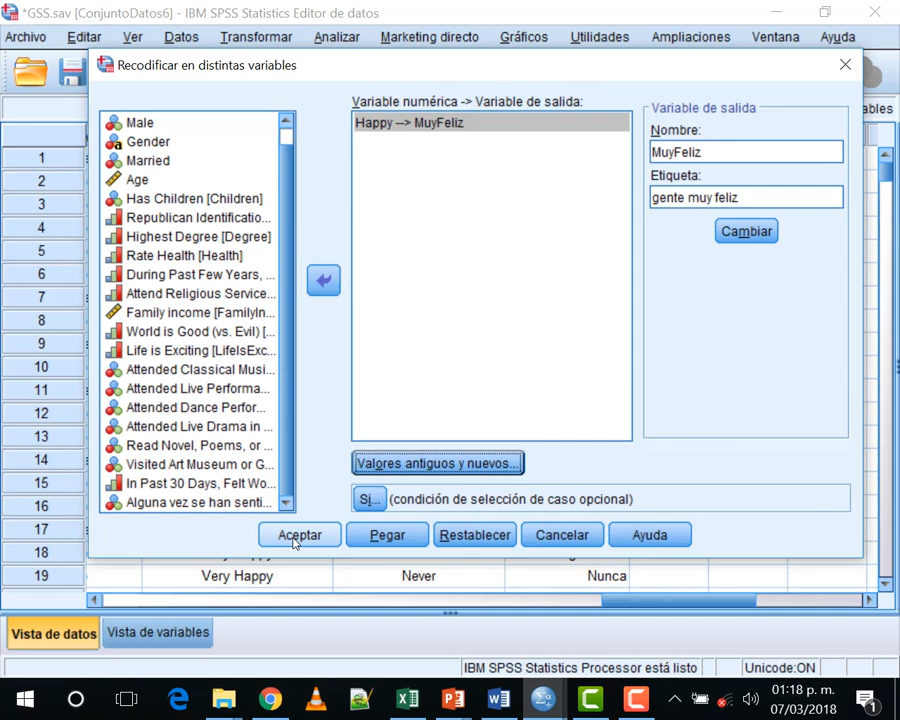 *GSS.sav [ConjuntoDatos6] - IBM SPSS Statistics Editor de datos
Archivo Editar Ver Datos Transformar Analizar Marketing directo Gráficos Utilidades Ampliaciones Ventana Ayuda
Recodificar en distintas variables
ables
Variable numérica -> Variable de salida:
Happy --> MuyFeliz
Variable de salida
Nombre:
MuyFeliz
Etiqueta:
gente muy feliz
Cambiar
Male
Gender
Married
Age
Has Children [Children]
Republican Identificatio...
Highest Degree [Degree]
Rate Health [Health]
During Past Few Years, ...
Attend Religious Service...
Family income [FamilyIn...
World is Good (vs. Evil) [...
Life is Exciting [LifeIsExc...
Attended Classical Musi...
Attended Live Performa...
Attended Dance Perfor...
Attended Live Drama in ...
Read Novel, Poems, or ...
Visited Art Museum or G...
In Past 30 Days, Felt Wo...
Alguna vez se han senti...
Valores antiguos y nuevos...
Si... (condición de selección de caso opcional)
Aceptar Pegar Restablecer Cancelar Ayuda
1
2
3
4
5
6
7
8
9
10
11
12
13
14
15
16
17
18
19 Very Happy Never Nunca
Vista de datos Vista de variables
IBM SPSS Statistics Processor está listo Unicode:ON
01:18 p. m.
07/03/2018
1